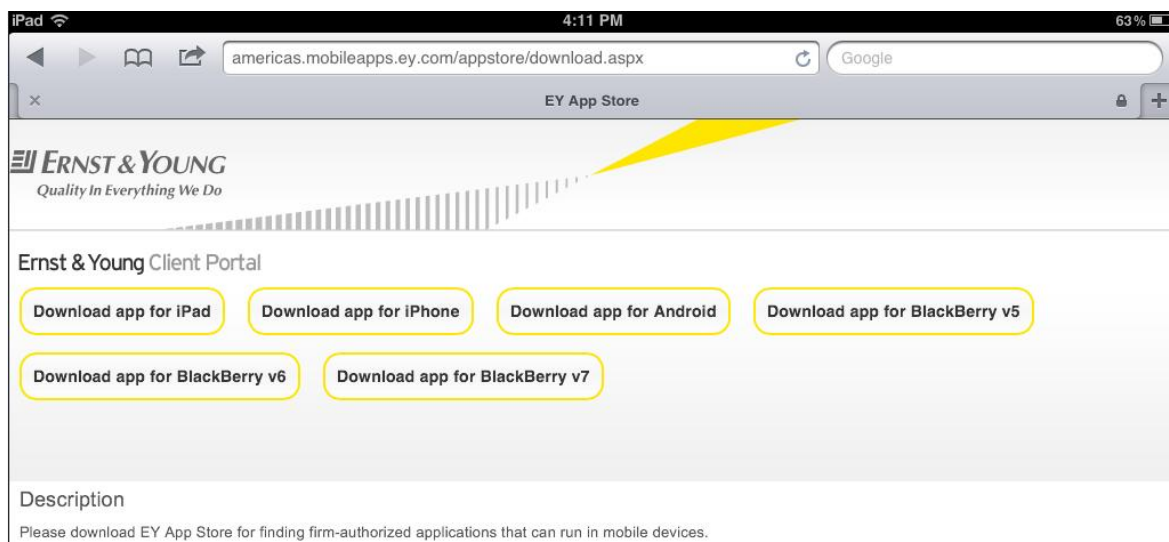 iPad 4:11 PM 63%
americas.mobileapps.ey.com/appstore/download.aspx Google
EY App Store
ERNST & YOUNG
Quality In Everything We Do
Ernst & Young Client Portal
Download app for iPad Download app for iPhone Download app for Android Download app for BlackBerry v5
Download app for BlackBerry v6 Download app for BlackBerry v7
Description
Please download EY App Store for finding firm-authorized applications that can run in mobile devices.